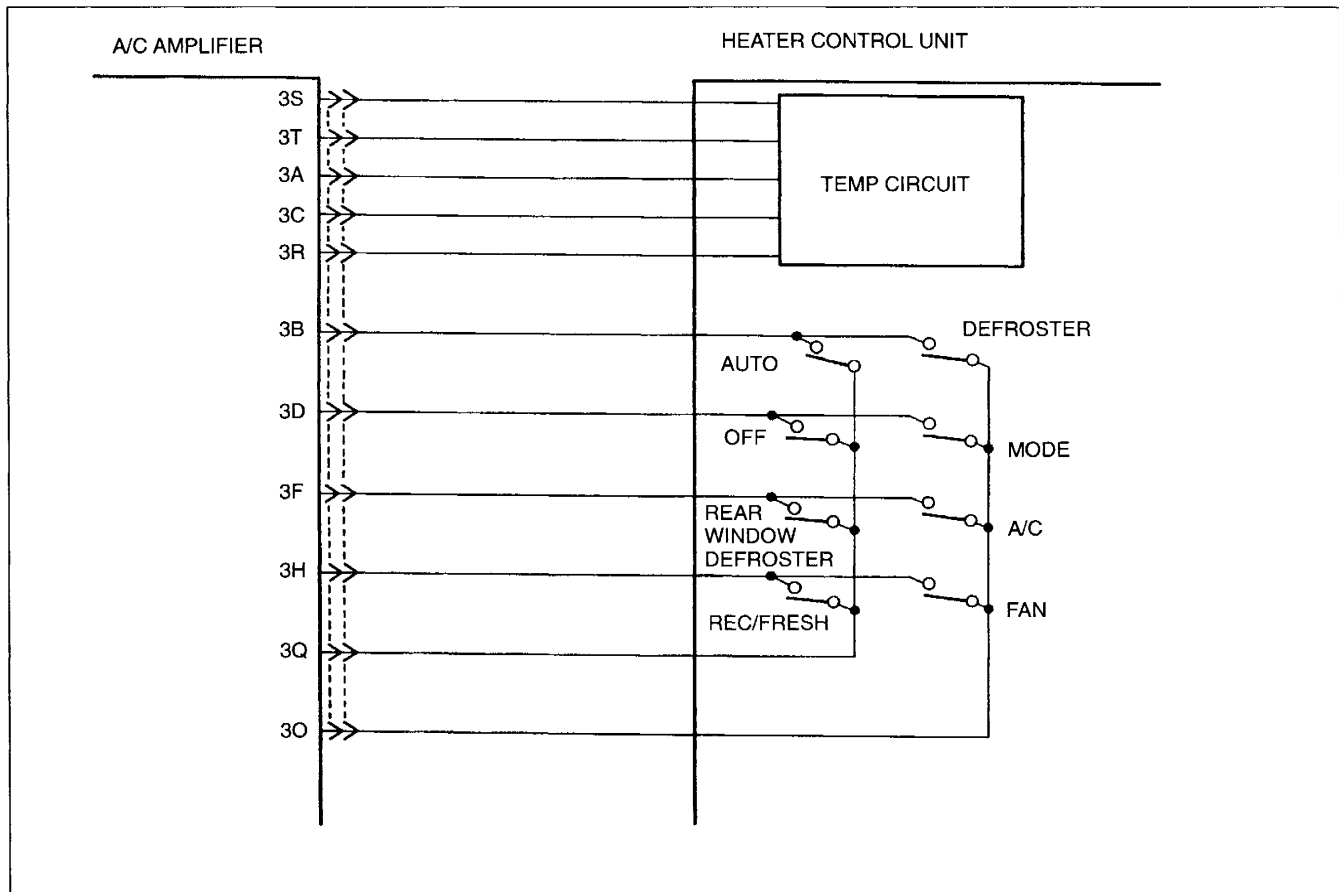 A/C AMPLIFIER
HEATER CONTROL UNIT
3S
3T
3A
3C
3R
TEMP CIRCUIT
3B
DEFROSTER
AUTO
3D
OFF
MODE
3F
REAR
WINDOW
DEFROSTER
A/C
3H
REC/FRESH
FAN
3Q
3O